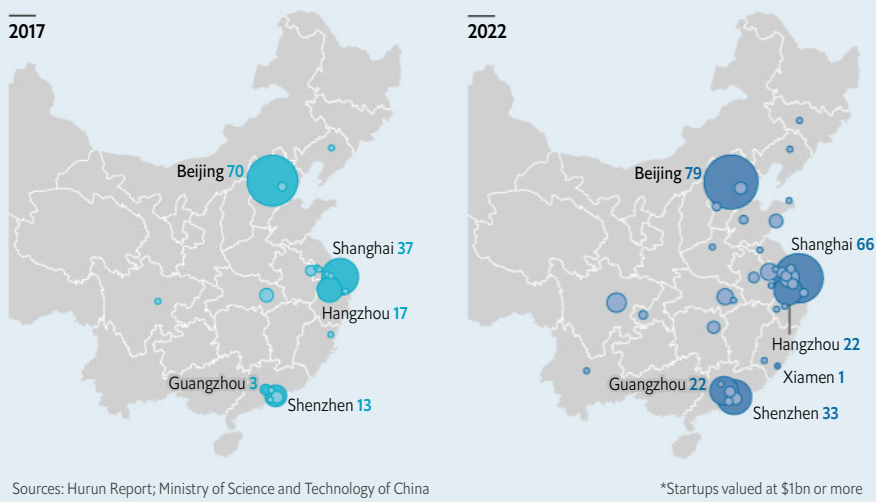 2017
Beijing 70
Shanghai 37
Hangzhou 17
Guangzhou 3
Shenzhen 13
2022
Beijing 79
Shanghai 66
Hangzhou 22
Xiamen 1
Guangzhou 22
Shenzhen 33
Sources: Hurun Report; Ministry of Science and Technology of China
*Startups valued at $1bn or more